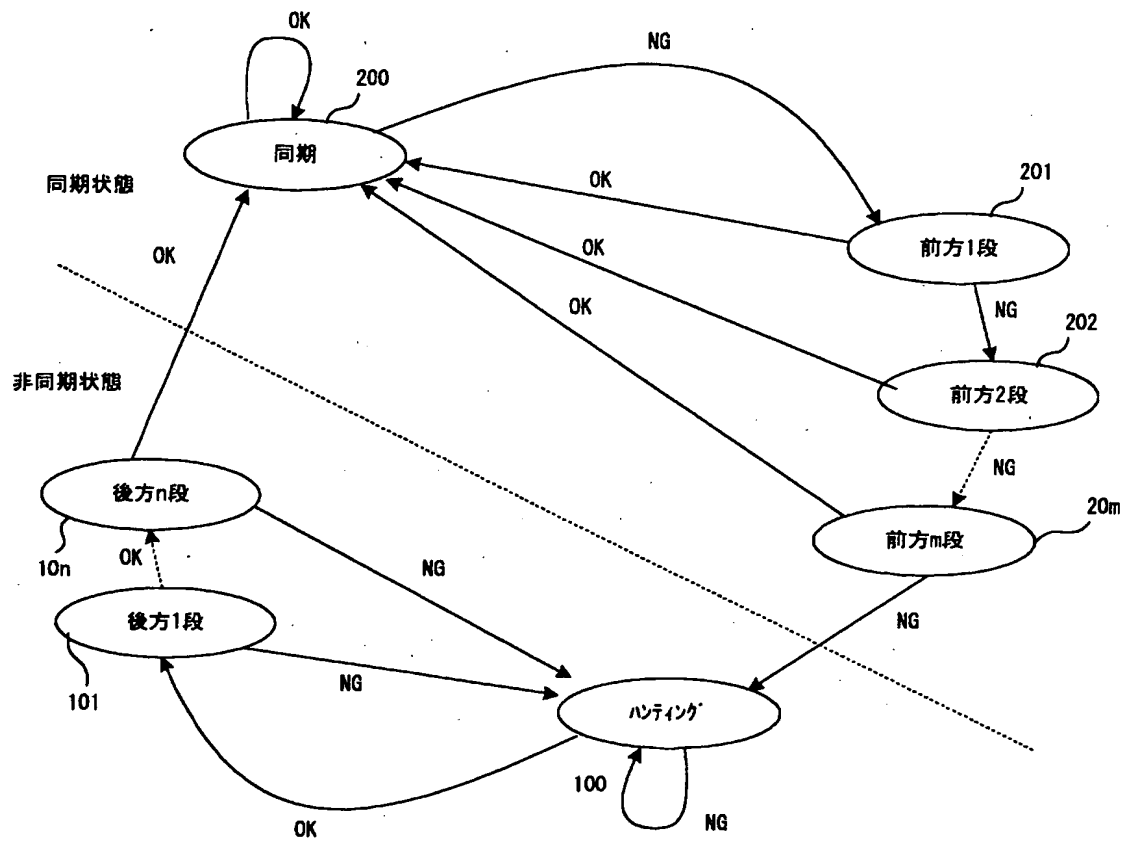 OK
NG
200
同期
同期状態
OK
201
前方1段
OK
OK
OK
NG
202
非同期状態
前方2段
NG
後方n段
20m
前方m段
10n
OK
NG
NG
後方1段
101
NG
ﾊﾝﾃｨﾝｸﾞ
100
OK
NG